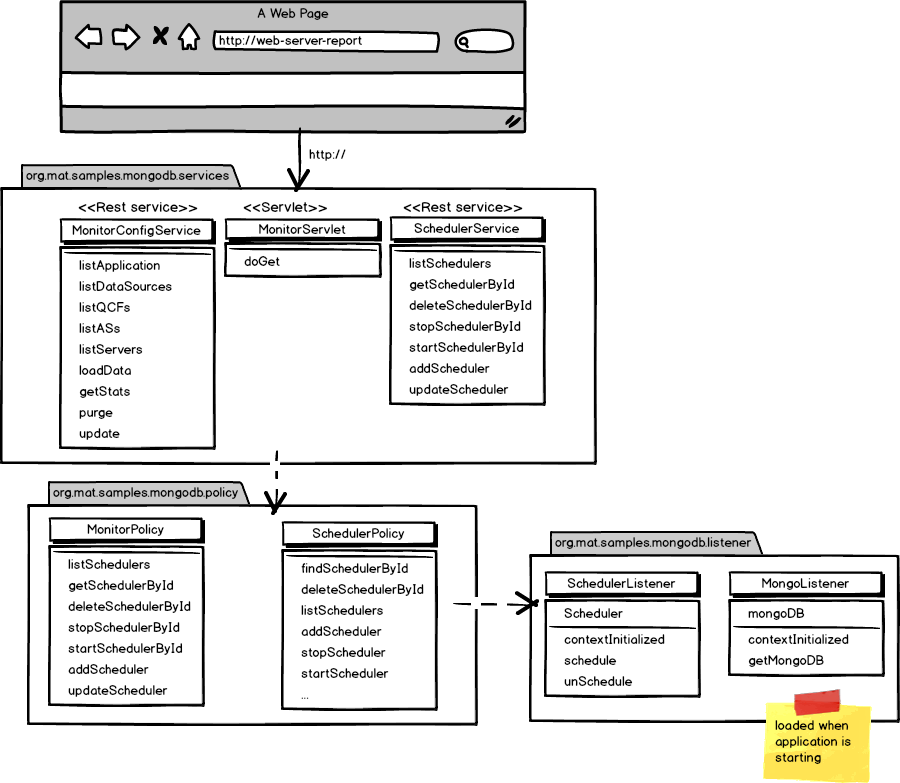 A Web Page
http://web-server-report
http://
org.mat.samples.mongodb.services
<<Rest service>>
MonitorConfigService
listApplication
listDataSources
listQCFs
listASs
listServers
loadData
getStats
purge
update
<<Servlet>>
MonitorServlet
doGet
<<Rest service>>
SchedulerService
listSchedulers
getSchedulerById
deleteSchedulerById
stopSchedulerById
startSchedulerById
addScheduler
updateScheduler
org.mat.samples.mongodb.policy
MonitorPolicy
listSchedulers
getSchedulerById
deleteSchedulerById
stopSchedulerById
startSchedulerById
addScheduler
updateScheduler
SchedulerPolicy
findSchedulerById
deleteSchedulerById
listSchedulers
addScheduler
stopScheduler
startScheduler
...
org.mat.samples.mongodb.listener
SchedulerListener
Scheduler
contextInitialized
schedule
unSchedule
MongoListener
mongoDB
contextInitialized
getMongoDB
loaded when
application is
starting